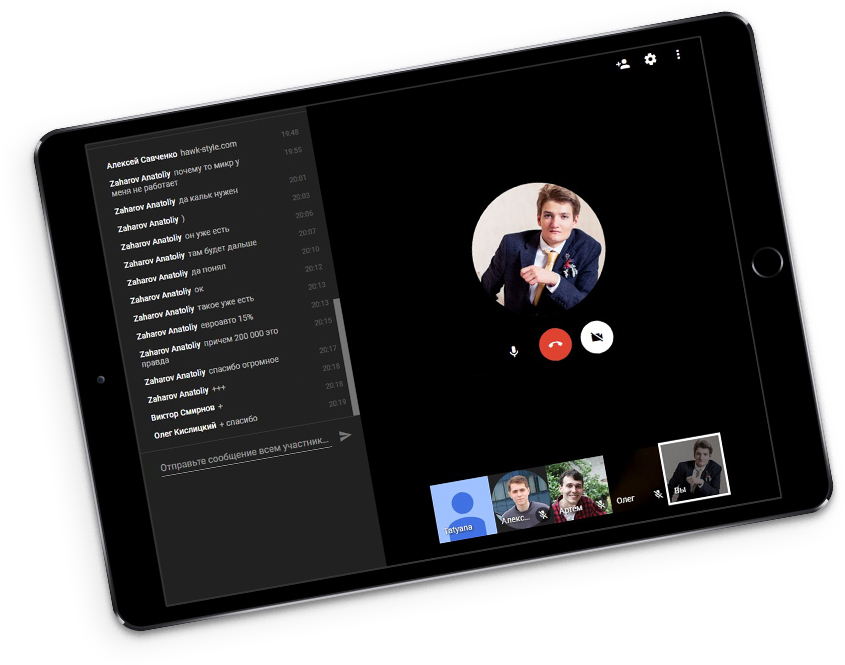 Алексей Савченко hawk-style.com 19:48
Zaharov Anatoliy почему то микр у 19:55
меня не работает
Zaharov Anatoliy да кальк нужен 20:01
Zaharov Anatoliy ) 20:03
Zaharov Anatoliy он уже есть 20:06
Zaharov Anatoliy там будет дальше 20:07
Zaharov Anatoliy да понял 20:10
Zaharov Anatoliy ок 20:12
Zaharov Anatoliy такое уже есть 20:13
Zaharov Anatoliy евроавто 15% 20:13
Zaharov Anatoliy причем 200 000 это 20:15
правда
Zaharov Anatoliy спасибо огромное 20:17
Zaharov Anatoliy +++ 20:18
Виктор Смирнов + 20:18
Олег Кислицкий + спасибо 20:19
Отправьте сообщение всем участник...
Tatyana
Алекс...
Артём
Олег
Вы